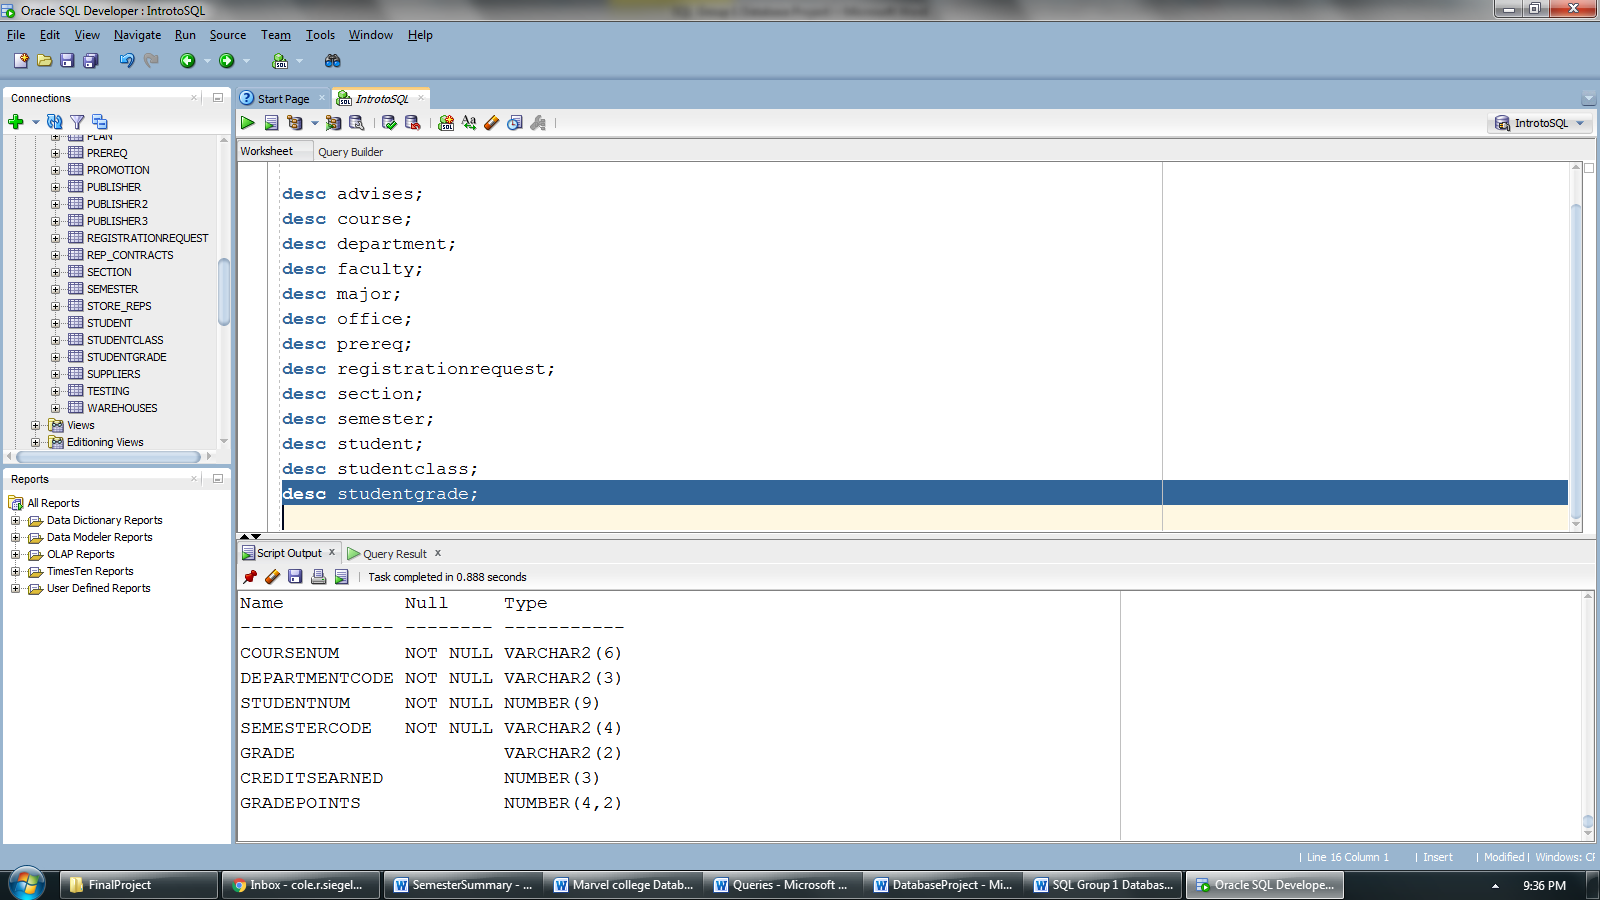 Oracle SQL Developer : IntrotoSQL
File Edit View Navigate Run Source Team Tools Window Help
Connections
PLAN
PREREQ
PROMOTION
PUBLISHER
PUBLISHER2
PUBLISHER3
REGISTRATIONREQUEST
REP_CONTRACTS
SECTION
SEMESTER
STORE_REPS
STUDENT
STUDENTCLASS
STUDENTGRADE
SUPPLIERS
TESTING
WAREHOUSES
Views
Editioning Views
Reports
All Reports
Data Dictionary Reports
Data Modeler Reports
OLAP Reports
TimesTen Reports
User Defined Reports
Start Page IntrotoSQL
IntrotoSQL
Worksheet Query Builder
desc advises;
desc course;
desc department;
desc faculty;
desc major;
desc office;
desc prereq;
desc registrationrequest;
desc section;
desc semester;
desc student;
desc studentclass;
desc studentgrade;
Script Output x Query Result x
Task completed in 0.888 seconds
Name Null Type
-------------- -------- -----------
COURSENUM NOT NULL VARCHAR2(6)
DEPARTMENTCODE NOT NULL VARCHAR2(3)
STUDENTNUM NOT NULL NUMBER(9)
SEMESTERCODE NOT NULL VARCHAR2(4)
GRADE VARCHAR2(2)
CREDITSEARNED NUMBER(3)
GRADEPOINTS NUMBER(4,2)
| Line 16 Column 1 | Insert | Modified | Windows: CF
FinalProject Inbox - cole.r.siegel... SemesterSummary - ... Marvel college Datab... Queries - Microsoft ... DatabaseProject - Mi... SQL Group 1 Databas... Oracle SQL Develope... 9:36 PM